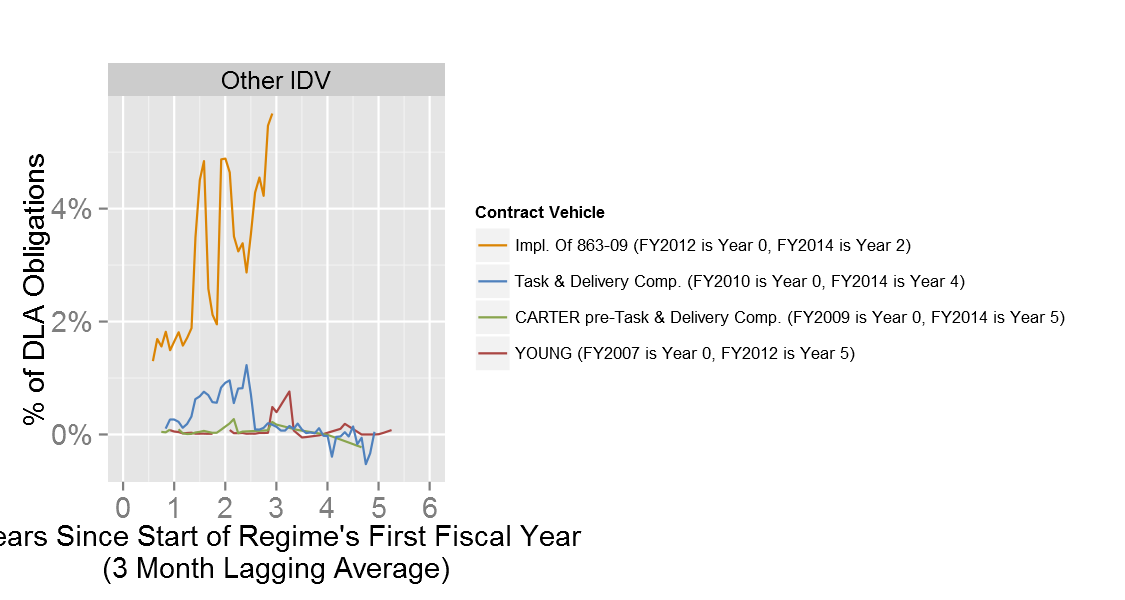 Other IDV
% of DLA Obligations
4%
2%
0%
0 1 2 3 4 5 6
ears Since Start of Regime's First Fiscal Year
(3 Month Lagging Average)
Contract Vehicle
Impl. Of 863-09 (FY2012 is Year 0, FY2014 is Year 2)
Task & Delivery Comp. (FY2010 is Year 0, FY2014 is Year 4)
CARTER pre-Task & Delivery Comp. (FY2009 is Year 0, FY2014 is Year 5)
YOUNG (FY2007 is Year 0, FY2012 is Year 5)